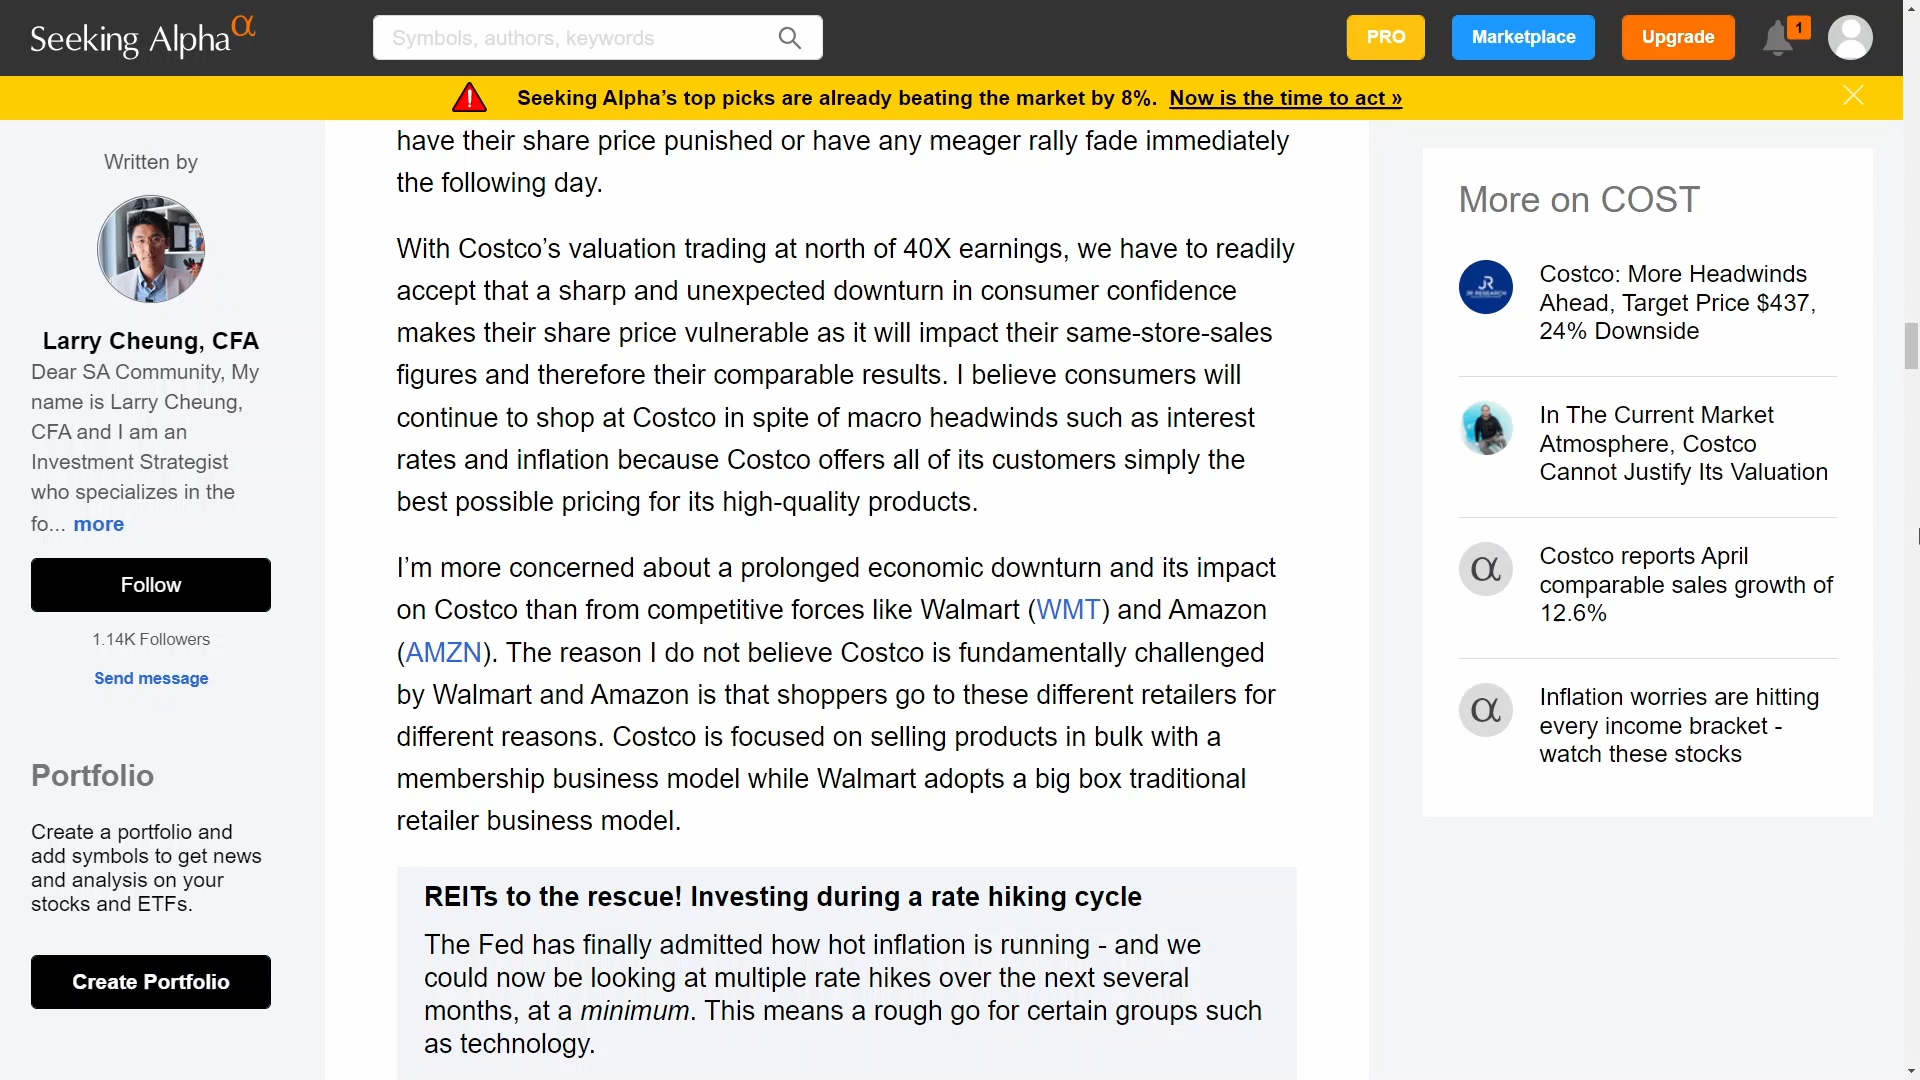 Seeking Alpha α
Symbols, authors, keywords
PRO
Marketplace
Upgrade
1
Seeking Alpha’s top picks are already beating the market by 8%. Now is the time to act »
Written by
Larry Cheung, CFA
Dear SA Community, My
name is Larry Cheung,
CFA and I am an
Investment Strategist
who specializes in the
fo... more
Follow
1.14K Followers
Send message
Portfolio
Create a portfolio and
add symbols to get news
and analysis on your
stocks and ETFs.
Create Portfolio
have their share price punished or have any meager rally fade immediately
the following day.
With Costco’s valuation trading at north of 40X earnings, we have to readily
accept that a sharp and unexpected downturn in consumer confidence
makes their share price vulnerable as it will impact their same-store-sales
figures and therefore their comparable results. I believe consumers will
continue to shop at Costco in spite of macro headwinds such as interest
rates and inflation because Costco offers all of its customers simply the
best possible pricing for its high-quality products.
I’m more concerned about a prolonged economic downturn and its impact
on Costco than from competitive forces like Walmart (WMT) and Amazon
(AMZN). The reason I do not believe Costco is fundamentally challenged
by Walmart and Amazon is that shoppers go to these different retailers for
different reasons. Costco is focused on selling products in bulk with a
membership business model while Walmart adopts a big box traditional
retailer business model.
REITs to the rescue! Investing during a rate hiking cycle
The Fed has finally admitted how hot inflation is running - and we
could now be looking at multiple rate hikes over the next several
months, at a minimum. This means a rough go for certain groups such
as technology.
More on COST
JR
JR RESEARCH
Costco: More Headwinds
Ahead, Target Price $437,
24% Downside
In The Current Market
Atmosphere, Costco
Cannot Justify Its Valuation
α
Costco reports April
comparable sales growth of
12.6%
α
Inflation worries are hitting
every income bracket -
watch these stocks